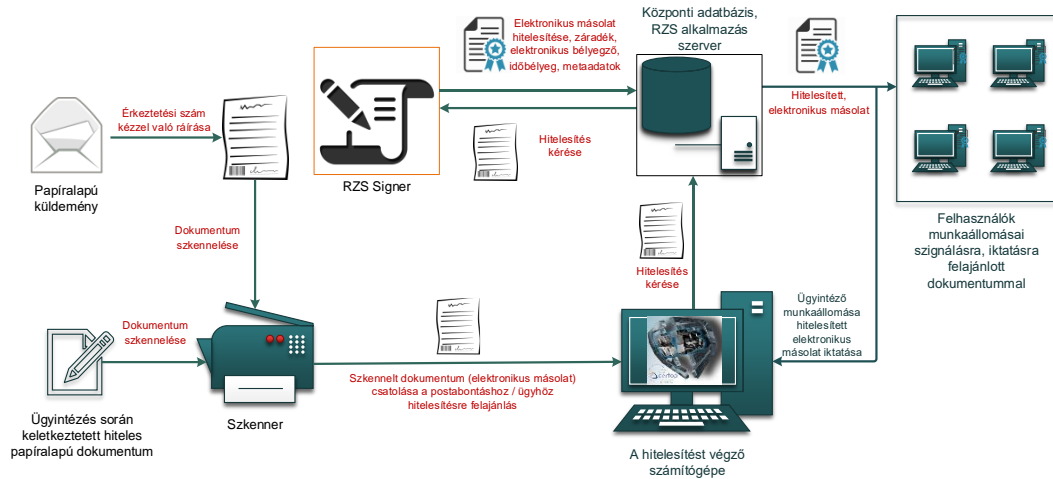 Elektronikus másolat
hitelesítése, záradék,
elektronikus bélyegző,
időbélyeg, metaadatok
Központi adatbázis,
RZS alkalmazás
szerver
Érkeztetési szám
kézzel való ráírása
Hitelesített,
elektronikus másolat
Hitelesítés
kérése
Papíralapú
küldemény
RZS Signer
Felhasználók
munkaállomásai
szignálásra, iktatásra
felajánlott
dokumentummal
Dokumentum
szkennelése
Hitelesítés
kérése
Ügyintéző
munkaállomása
hitelesített
elektronikus
másolat iktatása
Dokumentum
szkennelése
Szkennelt dokumentum (elektronikus másolat)
csatolása a postabontáshoz / ügyhöz
hitelesítésre felajánlás
Ügyintézés során
keletkeztetett hiteles
papíralapú dokumentum
Szkenner
A hitelesítést végző
számítógépe